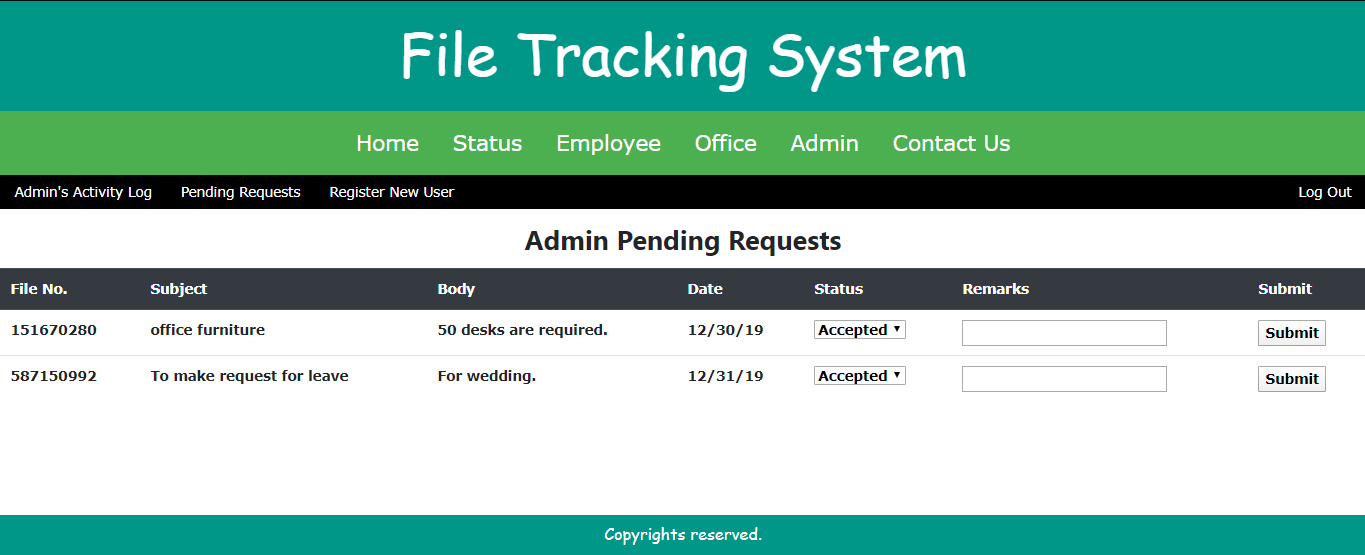 File Tracking System
Home Status Employee Office Admin Contact Us
Admin's Activity Log Pending Requests Register New User Log Out
Admin Pending Requests
File No. Subject Body Date Status Remarks Submit
151670280 office furniture 50 desks are required. 12/30/19 Accepted Submit
587150992 To make request for leave For wedding. 12/31/19 Accepted Submit
Copyrights reserved.